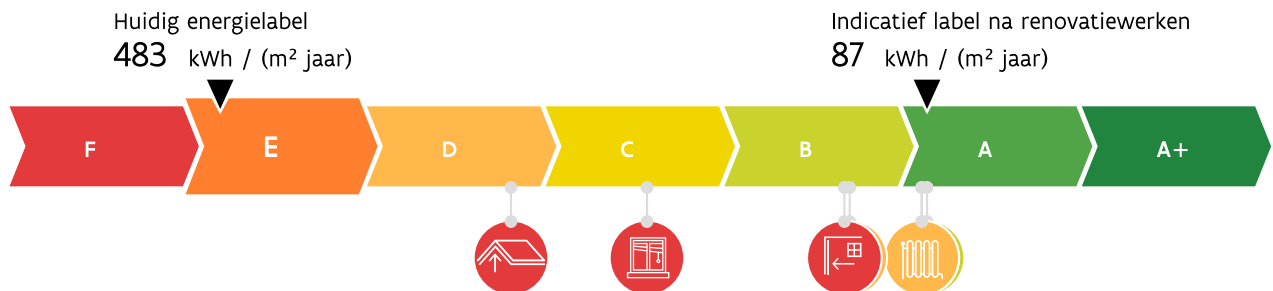 Huidig energielabel
483 kWh / (m² jaar)
Indicatief label na renovatiewerken
87 kWh / (m² jaar)
F E D C B A A+